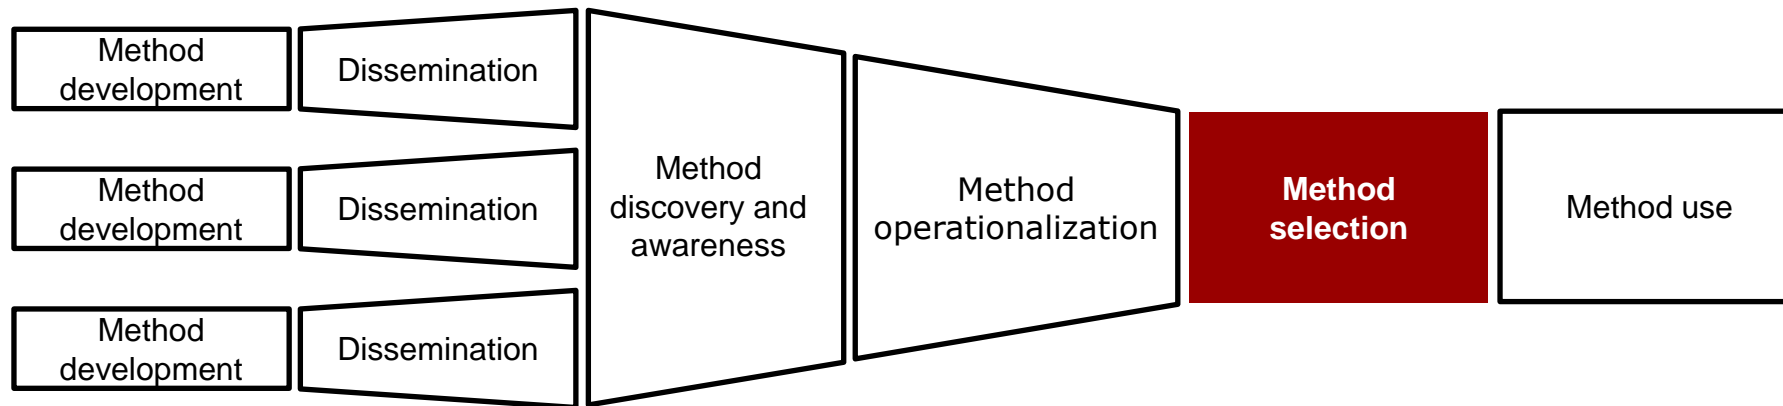 Method
development
Dissemination
Method
development
Dissemination
Method
development
Dissemination
Method
discovery and
awareness
Method
operationalization
Method
selection
Method use